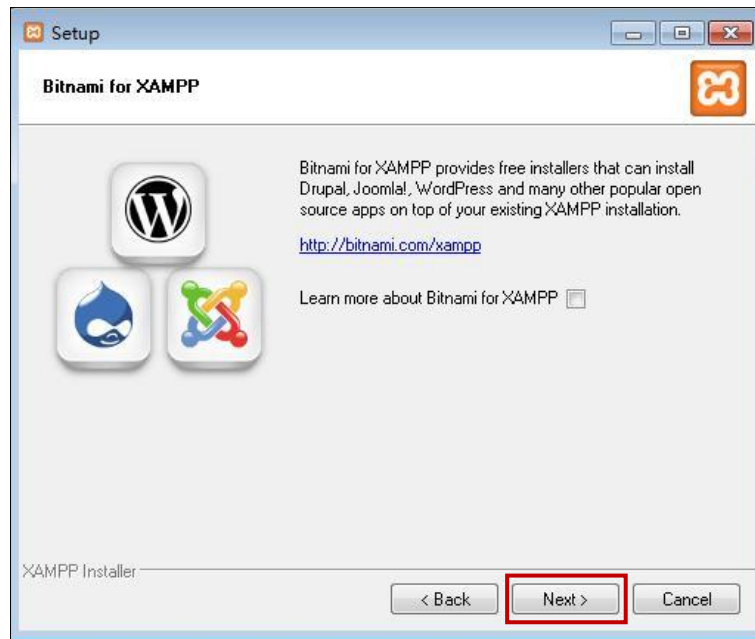 Setup
Bitnami for XAMPP
Bitnami for XAMPP provides free installers that can install
Drupal, Joomla!, WordPress and many other popular open
source apps on top of your existing XAMPP installation.
http://bitnami.com/xampp
Learn more about Bitnami for XAMPP
XAMPP Installer
< Back
Next >
Cancel